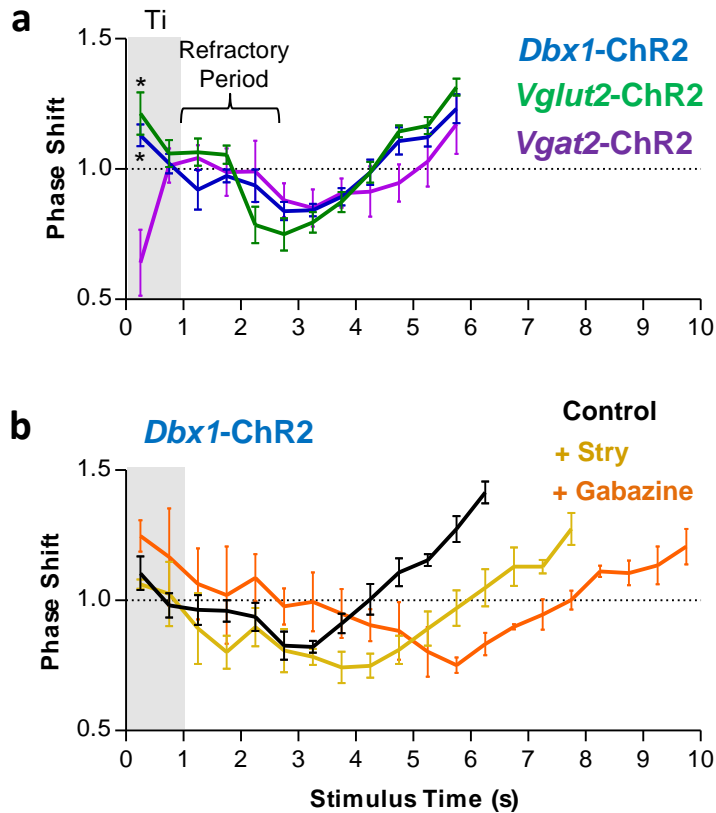 a
Ti
Refractory
Period
Dbx1-ChR2
Vglut2-ChR2
Vgat2-ChR2
*
*
Phase Shift
1.5
1.0
0.5
0 1 2 3 4 5 6 7 8 9 10
b
Dbx1-ChR2
Control
+ Stry
+ Gabazine
Phase Shift
1.5
1.0
0.5
0 1 2 3 4 5 6 7 8 9 10
Stimulus Time (s)